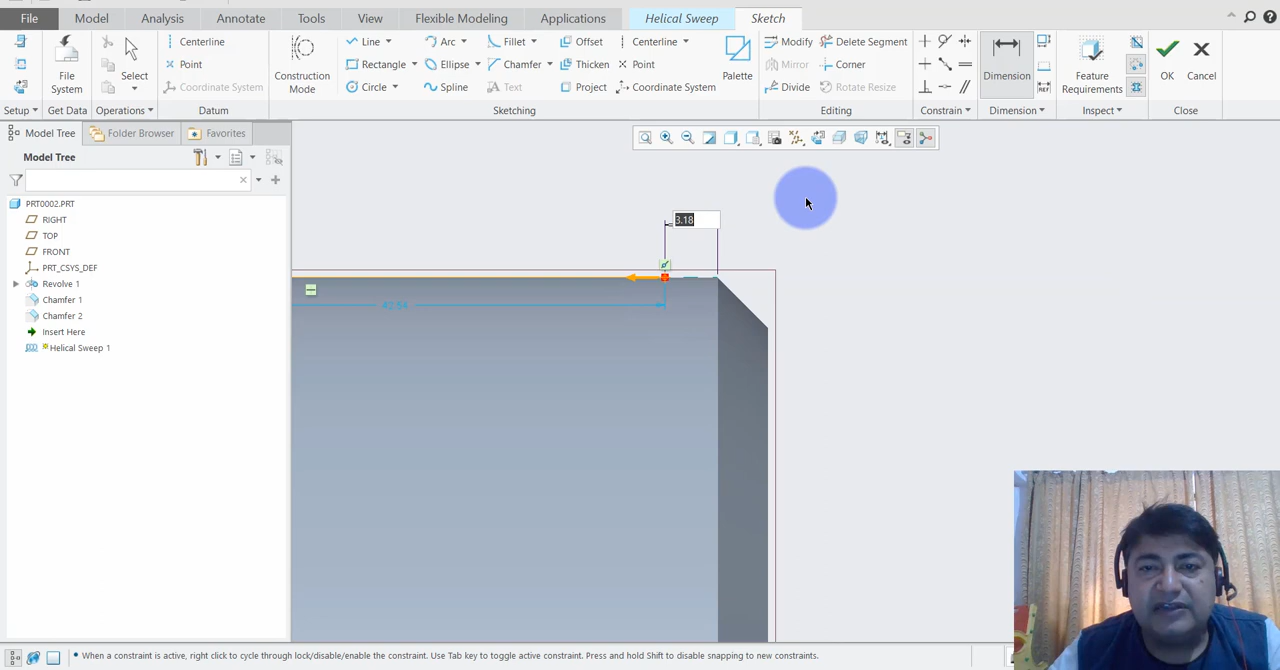 File Model Analysis Annotate Tools View Flexible Modeling Applications Helical Sweep Sketch
Centerline Line Arc Fillet Offset Centerline Modify Delete Segment
File System Select Point Construction Mode Rectangle Ellipse Chamfer Thicken Point Palette Mirror Corner Dimension Feature Requirements OK Cancel
Coordinate System Circle Spline Text Project Coordinate System Divide Rotate Resize
Setup Get Data Operations Datum Sketching Editing Constrain Dimension Inspect Close
Model Tree Folder Browser Favorites
Model Tree
PRT0002.PRT
RIGHT
TOP
FRONT
PRT_CSYS_DEF
Revolve 1
Chamfer 1
Chamfer 2
Insert Here
Helical Sweep 1
3.18
REF
When a constraint is active, right click to cycle through lock/disable/enable the constraint. Use Tab key to toggle active constraint. Press and hold Shift to disable snapping to new constraints.